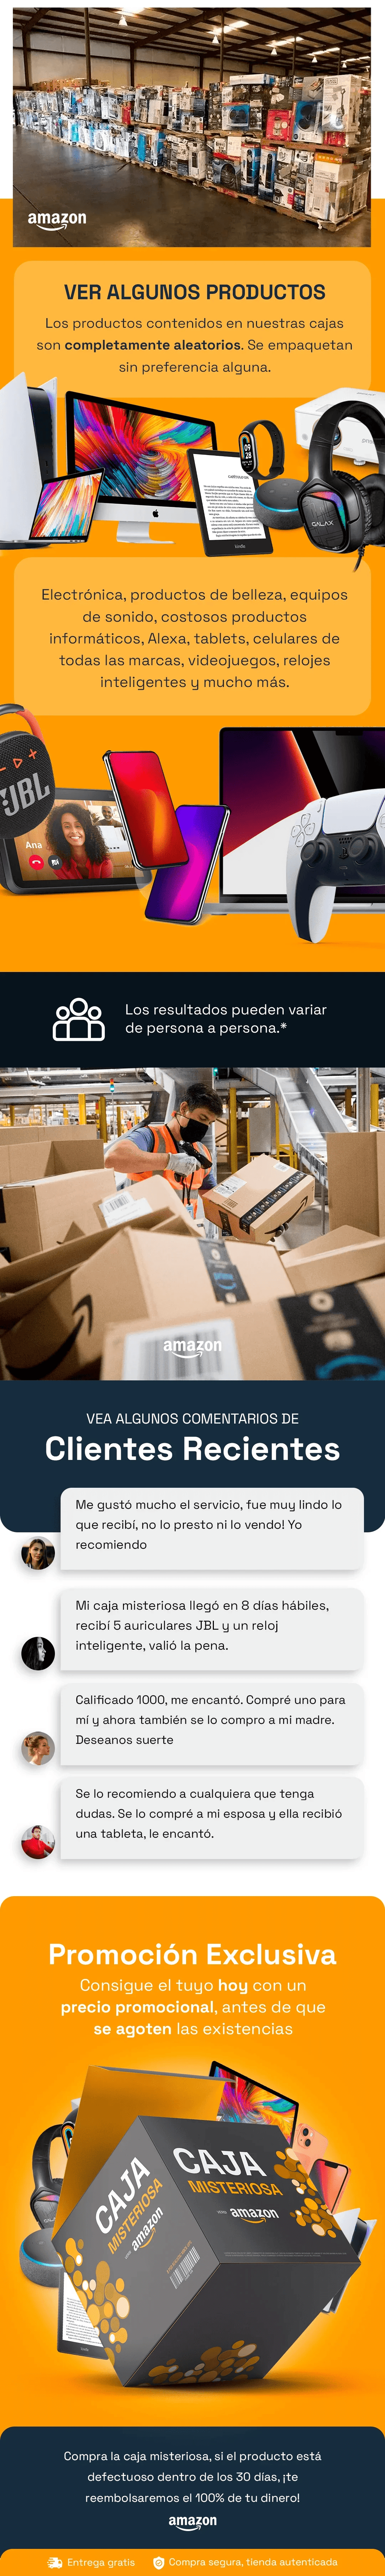 amazon
VER ALGUNOS PRODUCTOS
Los productos contenidos en nuestras cajas
son completamente aleatorios. Se empaquetan
sin preferencia alguna.
GALAX
kindle
Electrónica, productos de belleza, equipos
de sonido, costosos productos
informáticos, Alexa, tablets, celulares de
todas las marcas, videojuegos, relojes
inteligentes y mucho más.
JBL
Ana
Los resultados pueden variar
de persona a persona.*
amazon
VEA ALGUNOS COMENTARIOS DE
Clientes Recientes
Me gustó mucho el servicio, fue muy lindo lo
que recibí, no lo presto ni lo vendo! Yo
recomiendo
Mi caja misteriosa llegó en 8 días hábiles,
recibí 5 auriculares JBL y un reloj
inteligente, valió la pena.
Calificado 1000, me encantó. Compré uno para
mí y ahora también se lo compro a mi madre.
Deseanos suerte
Se lo recomiendo a cualquiera que tenga
dudas. Se lo compré a mi esposa y ella recibió
una tableta, le encantó.
Promoción Exclusiva
Consigue el tuyo hoy con un
precio promocional, antes de que
se agoten las existencias
CAJA
MISTERIOSA
amazon
CAJA
MISTERIOSA
amazon
Compra la caja misteriosa, si el producto está
defectuoso dentro de los 30 días, ¡te
reembolsaremos el 100% de tu dinero!
amazon
Entrega gratis
Compra segura, tienda autenticada